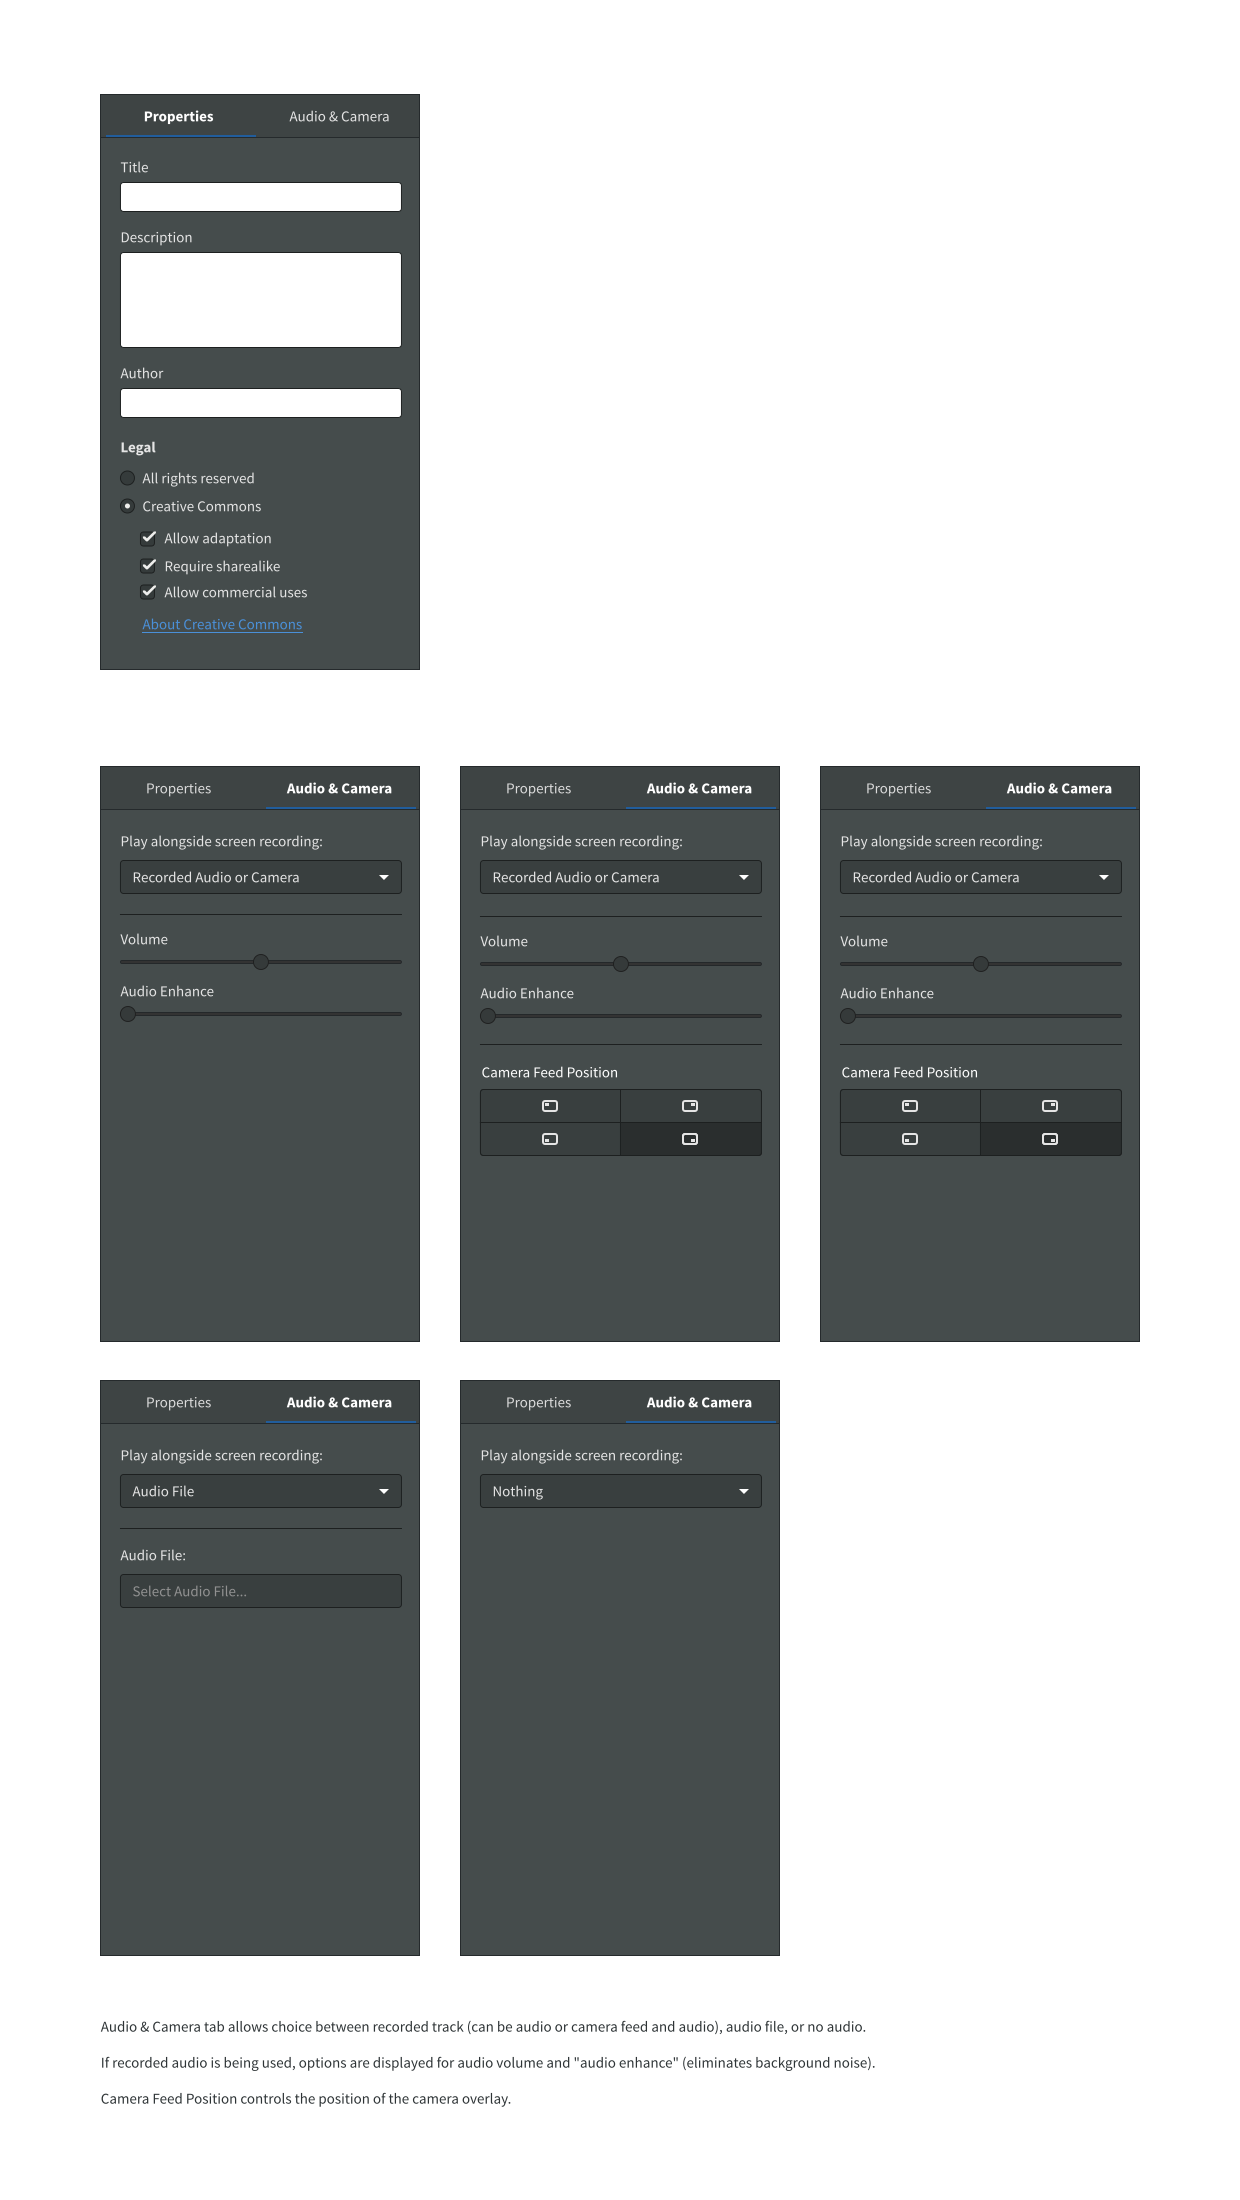 Properties
Audio & Camera
Title
Description
Author
Legal
All rights reserved
Creative Commons
Allow adaptation
Require sharealike
Allow commercial uses
About Creative Commons
Properties
Audio & Camera
Play alongside screen recording:
Recorded Audio or Camera
Volume
Audio Enhance
Properties
Audio & Camera
Play alongside screen recording:
Recorded Audio or Camera
Volume
Audio Enhance
Camera Feed Position
Properties
Audio & Camera
Play alongside screen recording:
Recorded Audio or Camera
Volume
Audio Enhance
Camera Feed Position
Properties
Audio & Camera
Play alongside screen recording:
Audio File
Audio File:
Select Audio File...
Properties
Audio & Camera
Play alongside screen recording:
Nothing
Audio & Camera tab allows choice between recorded track (can be audio or camera feed and audio), audio file, or no audio.
If recorded audio is being used, options are displayed for audio volume and "audio enhance" (eliminates background noise).
Camera Feed Position controls the position of the camera overlay.